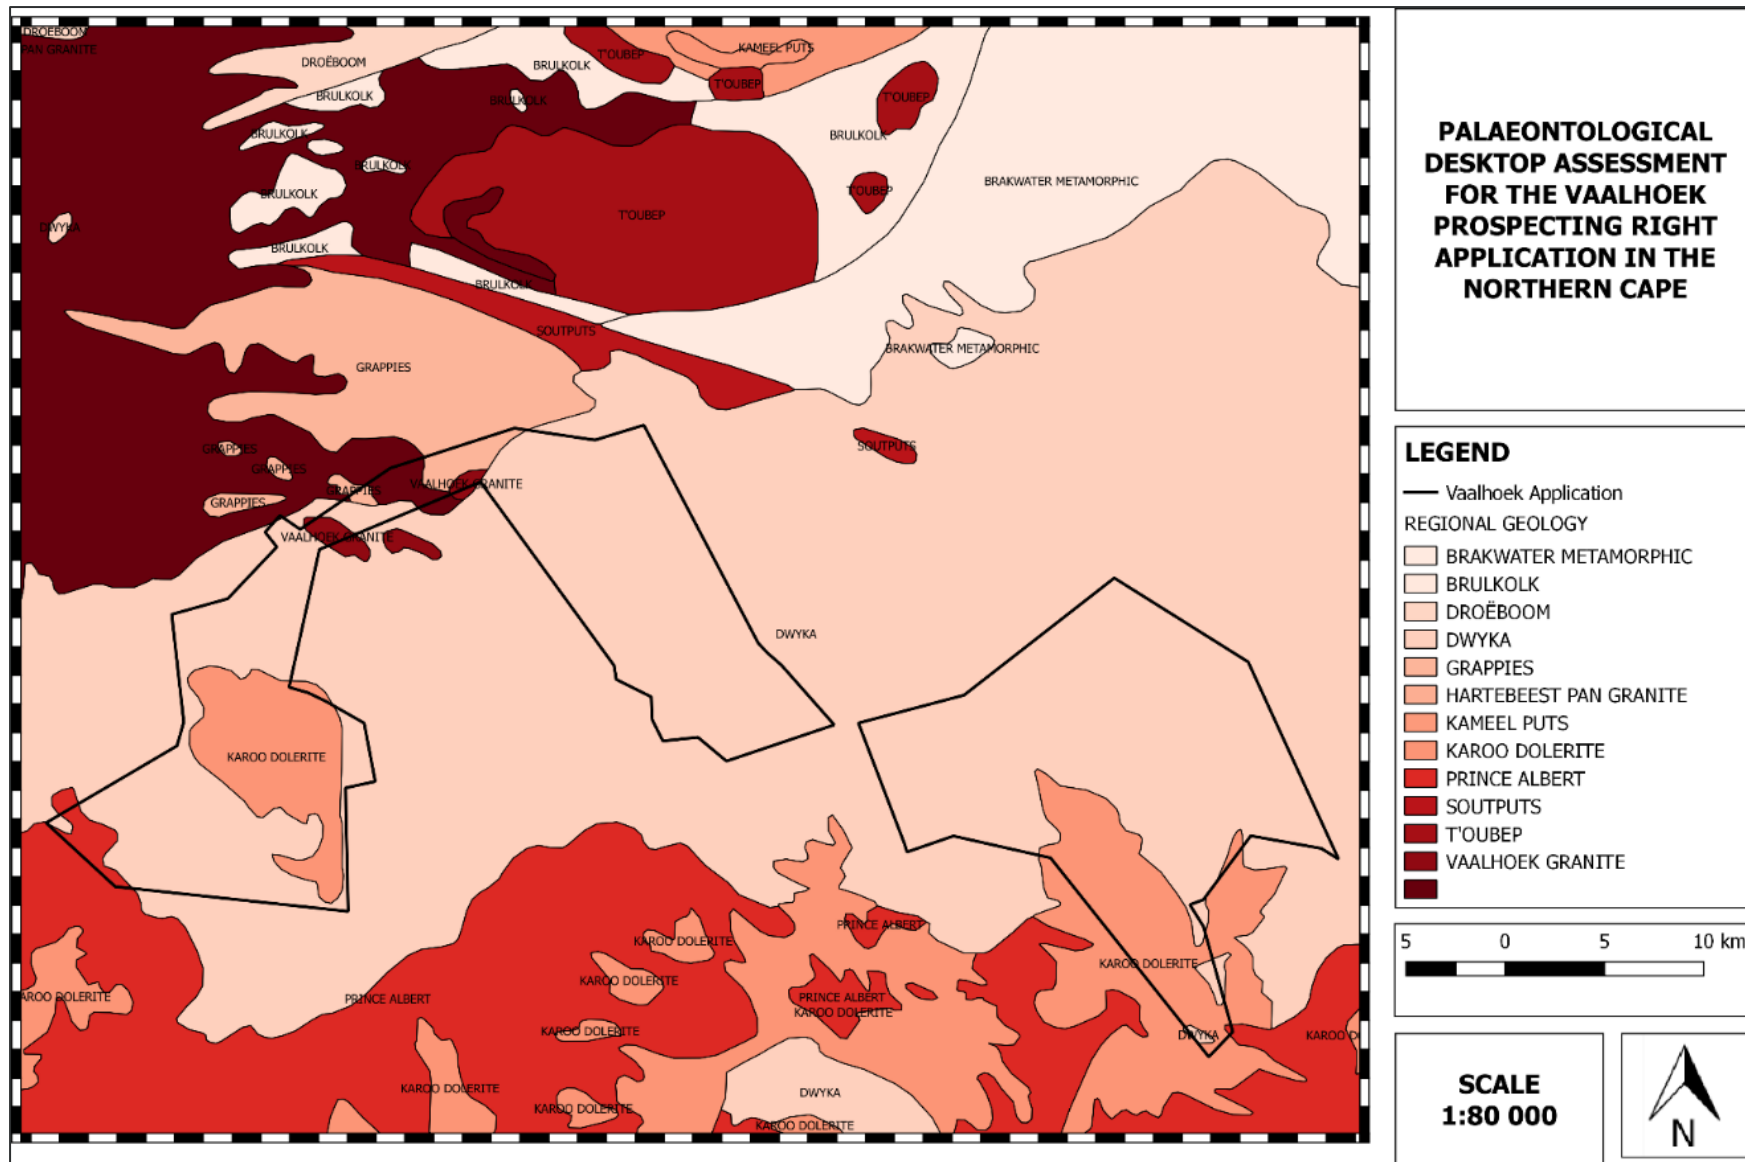 DROEBOOM
PAN GRANITE
DROËBOOM
BRULKOLK
T'OUBEP
KAMEEL PUTS
BRULKOLK
BRULKOLK
T'OUBEP
T'OUBEP
BRULKOLK
BRULKOLK
BRULKOLK
BRULKOLK
T'OUBEP
BRAKWATER METAMORPHIC
DWYKA
T'OUBEP
BRULKOLK
BRULKOLK
SOUTPUTS
BRAKWATER METAMORPHIC
GRAPPIES
GRAPPIES
SOUTPUTS
GRAPPIES
GRAPPIES
VAALHOEK GRANITE
GRAPPIES
VAALHOEK GRANITE
DWYKA
KAROO DOLERITE
PRINCE ALBERT
KAROO DOLERITE
KAROO DOLERITE
KAROO DOLERITE
AROO DOLERITE
PRINCE ALBERT
PRINCE ALBERT
KAROO DOLERITE
KAROO DOLERITE
DWYKA
KAROO D
KAROO DOLERITE
DWYKA
KAROO DOLERITE
KAROO DOLERITE
PALAEONTOLOGICAL
DESKTOP ASSESSMENT
FOR THE VAALHOEK
PROSPECTING RIGHT
APPLICATION IN THE
NORTHERN CAPE
LEGEND
Vaalhoek Application
REGIONAL GEOLOGY
BRAKWATER METAMORPHIC
BRULKOLK
DROËBOOM
DWYKA
GRAPPIES
HARTEBEEST PAN GRANITE
KAMEEL PUTS
KAROO DOLERITE
PRINCE ALBERT
SOUTPUTS
T'OUBEP
VAALHOEK GRANITE
5 0 5 10 km
SCALE
1:80 000
N